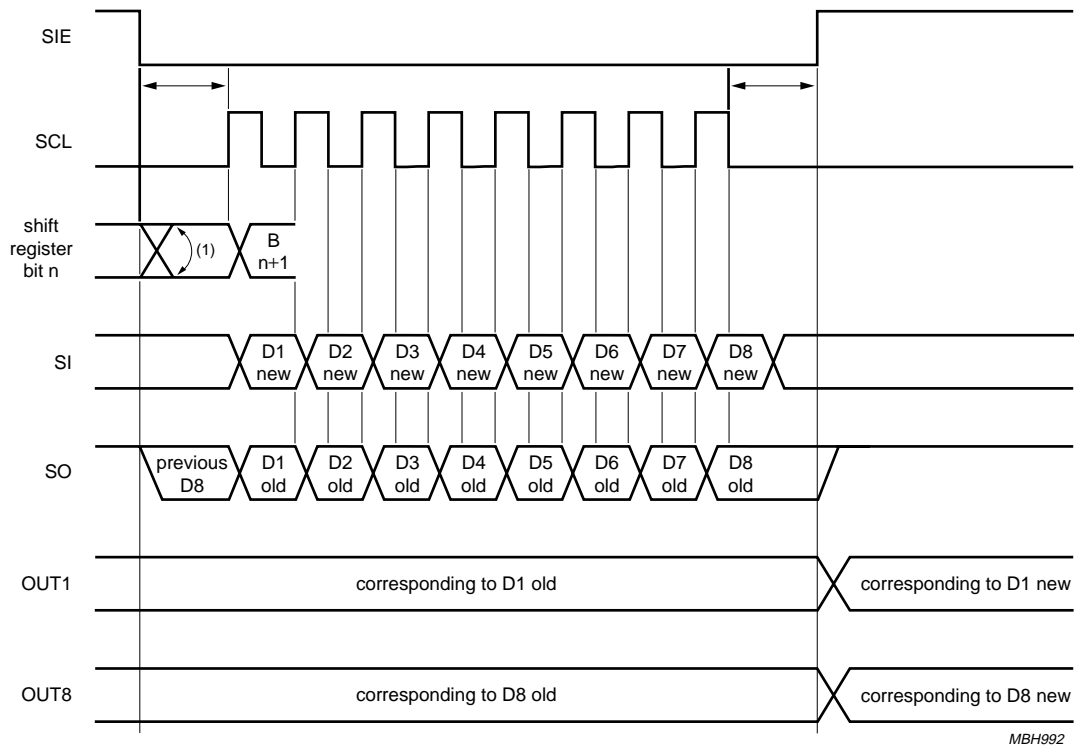 SIE
SCL
shift
register
bit n
(1)
B
n+1
SI
D1
new
D2
new
D3
new
D4
new
D5
new
D6
new
D7
new
D8
new
SO
previous
D8
D1
old
D2
old
D3
old
D4
old
D5
old
D6
old
D7
old
D8
old
OUT1
corresponding to D1 old
corresponding to D1 new
OUT8
corresponding to D8 old
corresponding to D8 new
MBH992